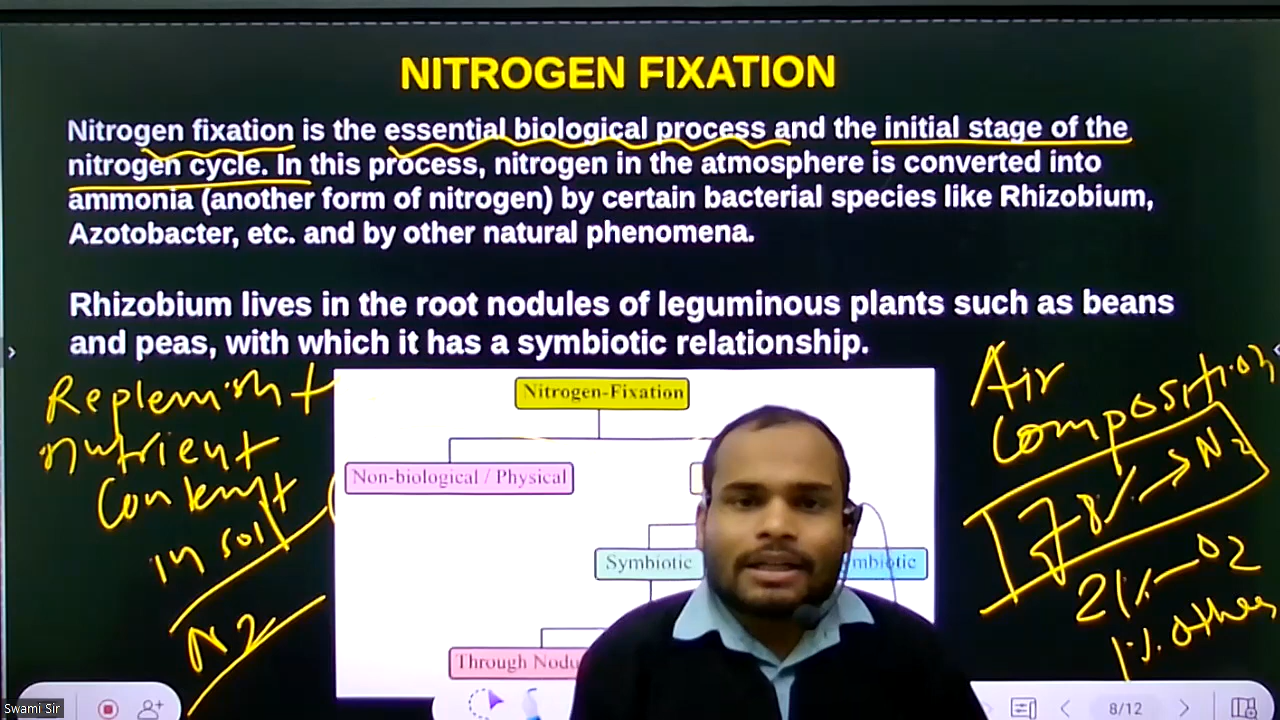 NITROGEN FIXATION
Nitrogen fixation is the essential biological process and the initial stage of the
nitrogen cycle. In this process, nitrogen in the atmosphere is converted into
ammonia (another form of nitrogen) by certain bacterial species like Rhizobium,
Azotobacter, etc. and by other natural phenomena.
Rhizobium lives in the root nodules of leguminous plants such as beans
and peas, with which it has a symbiotic relationship.
Replenish
nutrient
Content
in soil
N2
Nitrogen-Fixation
Non-biological / Physical
Symbiotic
mbiotic
Through Nodu
Air
Composition
78% → N2
21% - O2
1% other
Swami Sir
8/12